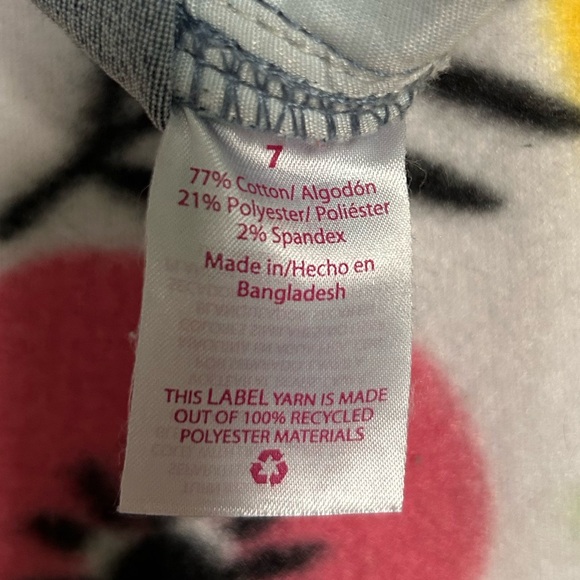 7
77% Cotton/ Algodón
21% Polyester/ Poliéster
2% Spandex
Made in/Hecho en
Bangladesh
THIS LABEL YARN IS MADE
OUT OF 100% RECYCLED
POLYESTER MATERIALS